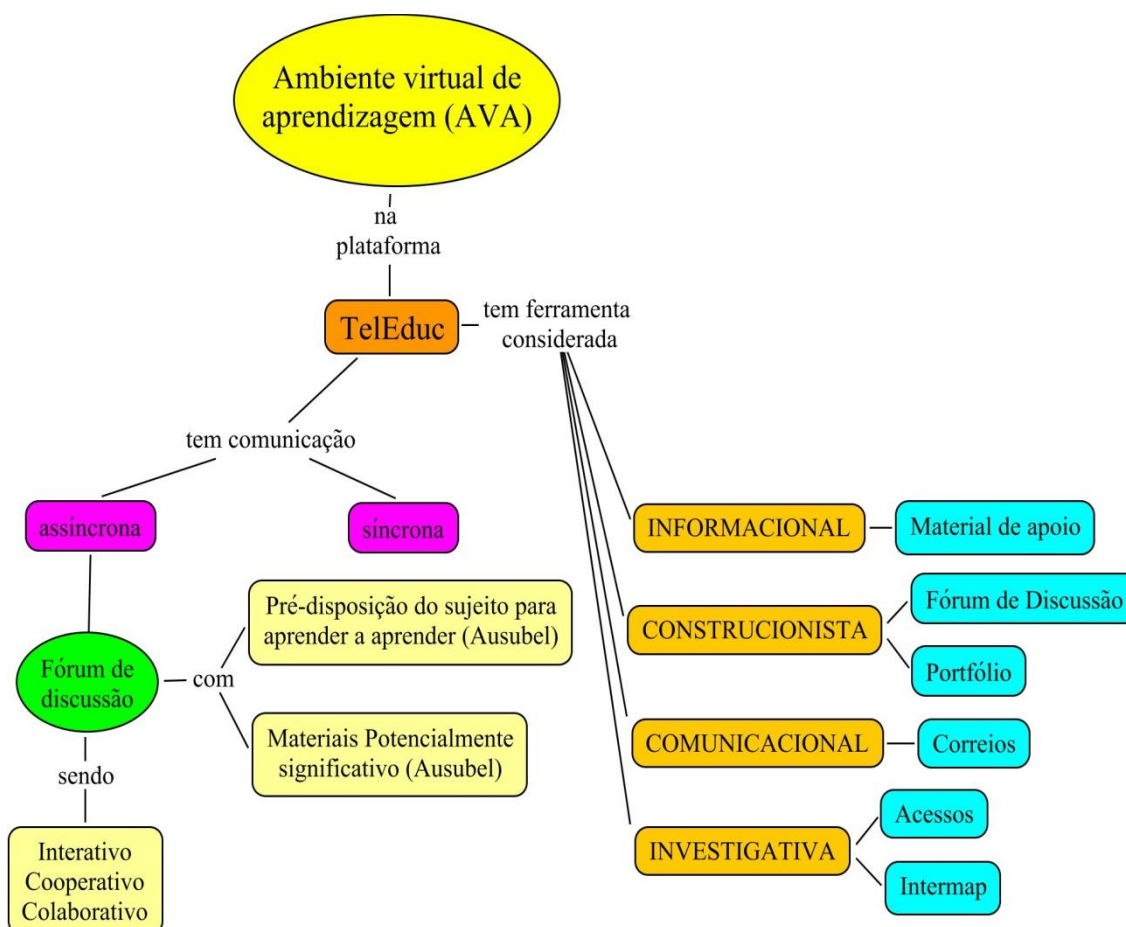 Ambiente virtual de
aprendizagem (AVA)
na
plataforma
TelEduc
tem ferramenta
considerada
tem comunicação
assíncrona
síncrona
Fórum de
discussão
com
Pré-disposição do sujeito para
aprender a aprender (Ausubel)
Materiais Potencialmente
significativo (Ausubel)
sendo
Interativo
Cooperativo
Colaborativo
INFORMACIONAL
Material de apoio
CONSTRUCIONISTA
Fórum de Discussão
Portfólio
COMUNICACIONAL
Correios
INVESTIGATIVA
Acessos
Intermap